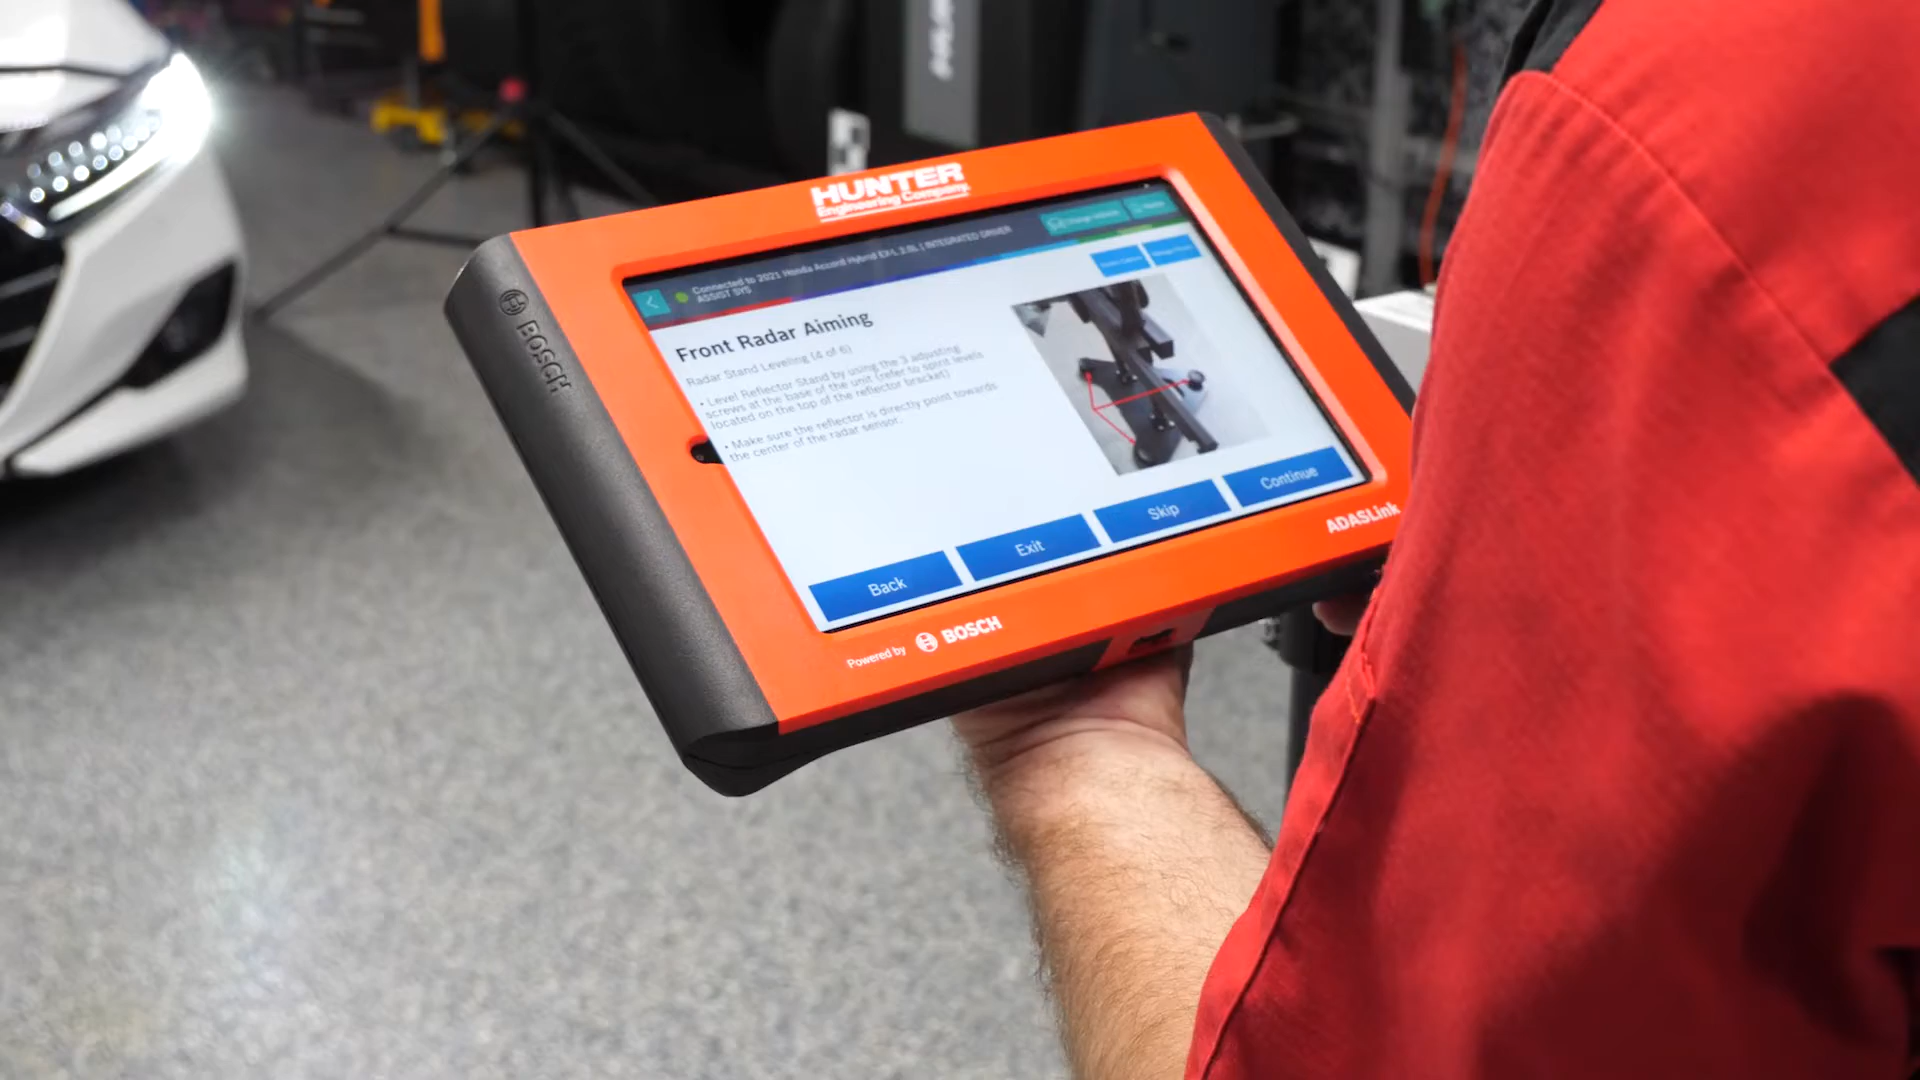 HUNTER
Engineering Company
BOSCH
Connected to 2021 Honda Accord Hybrid EX-L 2.0L | INTEGRATED DRIVER
ASSIST SYS
Front Radar Aiming
Radar Stand Leveling (4 of 6)
• Level Reflector Stand by using the 3 adjusting
screws at the base of the unit (refer to spirit levels
located on the top of the reflector bracket)
• Make sure the reflector is directly point towards
the center of the radar sensor.
Back
Exit
Skip
Continue
ADASLink
Powered by BOSCH